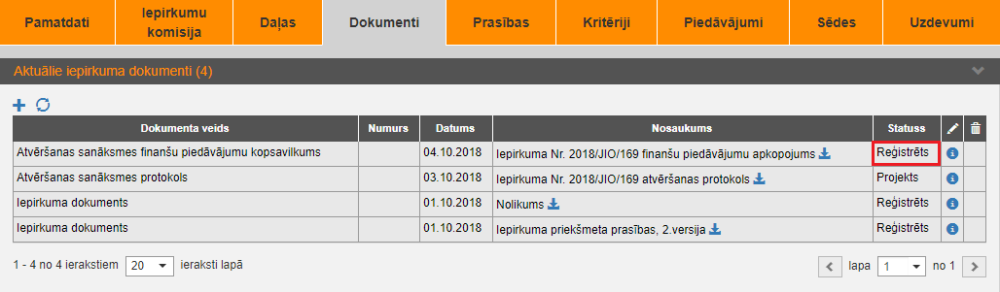 Pamatdati
Iepirkumu
komisija
Daļas
Dokumenti
Prasības
Kritēriji
Piedāvājumi
Sēdes
Uzdevumi
Aktuālie iepirkuma dokumenti (4)
Dokumenta veids Numurs Datums Nosaukums Statuss
Atvēršanas sanāksmes finanšu piedāvājumu kopsavilkums 04.10.2018 Iepirkuma Nr. 2018/JIO/169 finanšu piedāvājumu apkopojums Reģistrēts
Atvēršanas sanāksmes protokols 03.10.2018 Iepirkuma Nr. 2018/JIO/169 atvēršanas protokols Projekts
Iepirkuma dokuments 01.10.2018 Nolikums Reģistrēts
Iepirkuma dokuments 01.10.2018 Iepirkuma priekšmeta prasības, 2.versija Reģistrēts
1 - 4 no 4 ierakstiem 20 ieraksti lapā lapa 1 no 1